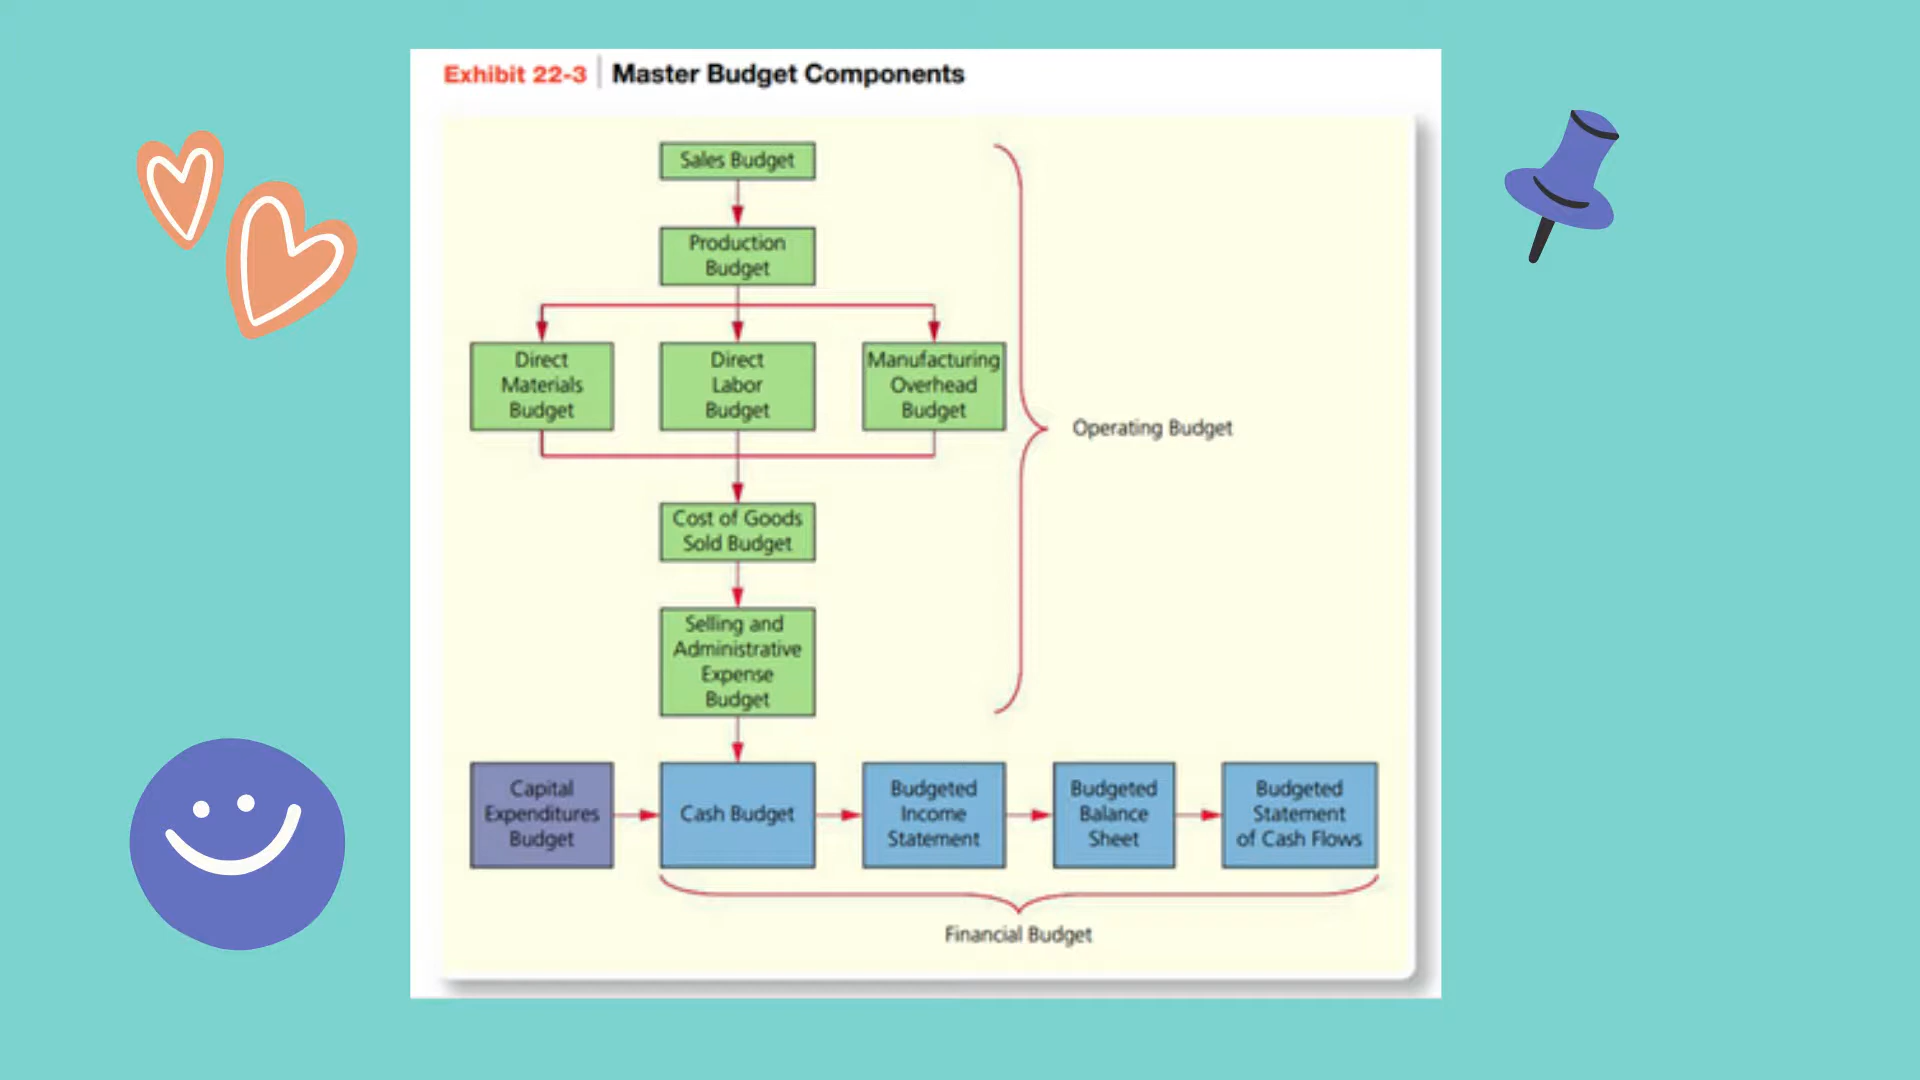 Exhibit 22-3 Master Budget Components
Sales Budget
Production
Budget
Direct
Materials
Budget
Direct
Labor
Budget
Manufacturing
Overhead
Budget
Operating Budget
Cost of Goods
Sold Budget
Selling and
Administrative
Expense
Budget
Capital
Expenditures
Budget
Cash Budget
Budgeted
Income
Statement
Budgeted
Balance
Sheet
Budgeted
Statement
of Cash Flows
Financial Budget